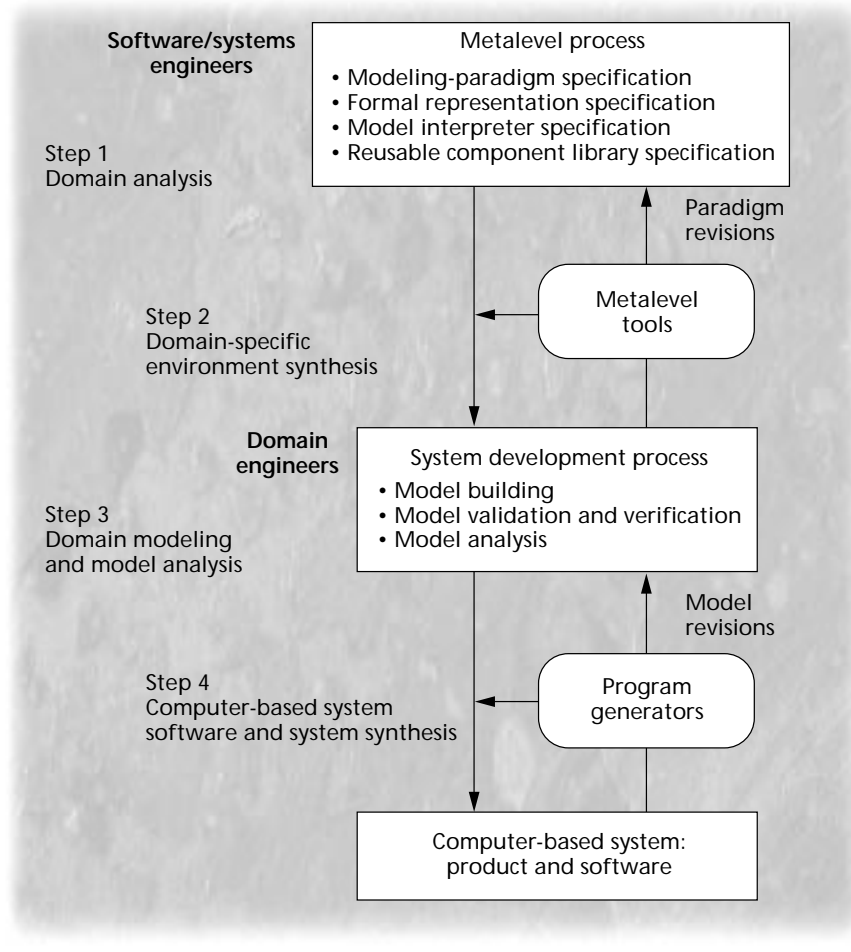 Software/systems
engineers
Metalevel process
• Modeling-paradigm specification
• Formal representation specification
• Model interpreter specification
• Reusable component library specification
Step 1
Domain analysis
Paradigm
revisions
Metalevel
tools
Step 2
Domain-specific
environment synthesis
Domain
engineers
System development process
• Model building
• Model validation and verification
• Model analysis
Step 3
Domain modeling
and model analysis
Model
revisions
Program
generators
Step 4
Computer-based system
software and system synthesis
Computer-based system:
product and software